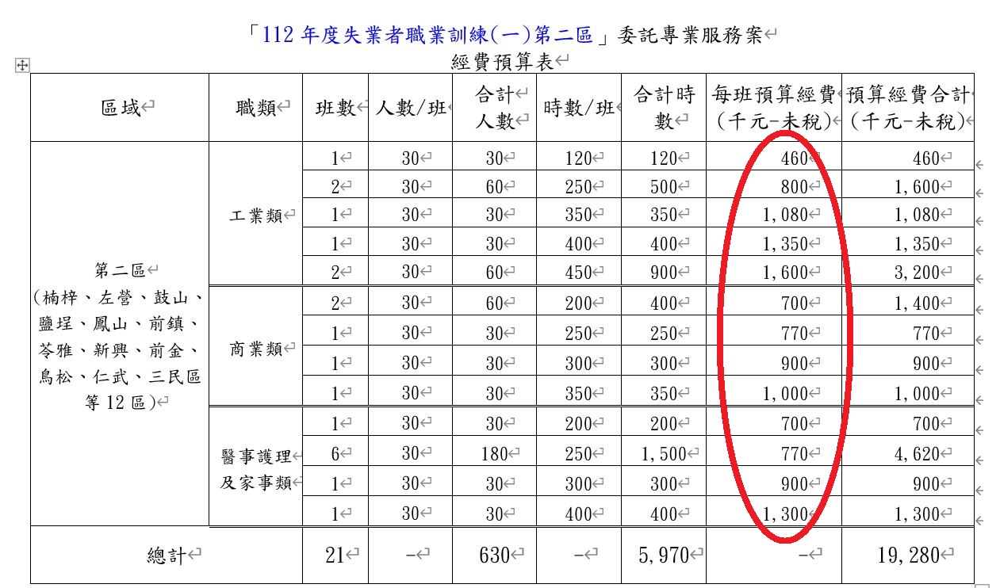 「112 年度失業者職業訓練(一)第二區」委託專業服務案
經費預算表
區域 職類 班數 人數/班 合計人數 時數/班 合計時數 每班預算經費(千元-未稅) 預算經費合計(千元-未稅)
第二區
(楠梓、左營、鼓山、
鹽埕、鳳山、前鎮、
苓雅、新興、前金、
鳥松、仁武、三民區
等 12 區)
工業類
1 30 30 120 120 460 460
2 30 60 250 500 800 1,600
1 30 30 350 350 1,080 1,080
1 30 30 400 400 1,350 1,350
2 30 60 450 900 1,600 3,200
商業類
2 30 60 200 400 700 1,400
1 30 30 250 250 770 770
1 30 30 300 300 900 900
1 30 30 350 350 1,000 1,000
醫事護理
及家事類
1 30 30 200 200 700 700
6 30 180 250 1,500 770 4,620
1 30 30 300 300 900 900
1 30 30 400 400 1,300 1,300
總計 21 - 630 - 5,970 - 19,280